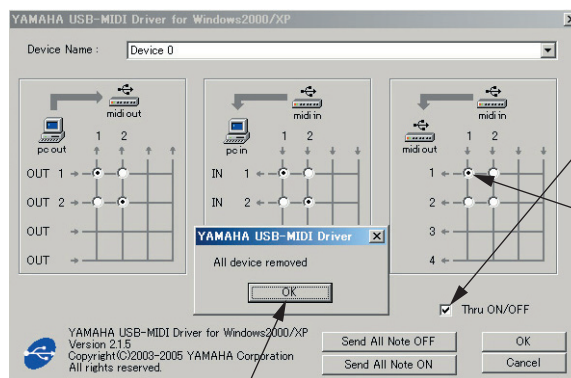 YAMAHA USB-MIDI Driver for Windows2000/XP
Device Name :
Device 0
midi out
pc out
1 2
OUT 1
OUT 2
OUT
OUT
midi in
pc in
1 2
IN 1
IN 2
midi in
midi out
1 2
1
2
3
4
YAMAHA USB-MIDI Driver
All device removed
OK
Thru ON/OFF
YAMAHA USB-MIDI Driver for Windows2000/XP
Version 2.1.5
Copyright(C)2003-2005 YAMAHA Corporation
All rights reserved.
Send All Note OFF
OK
Send All Note ON
Cancel